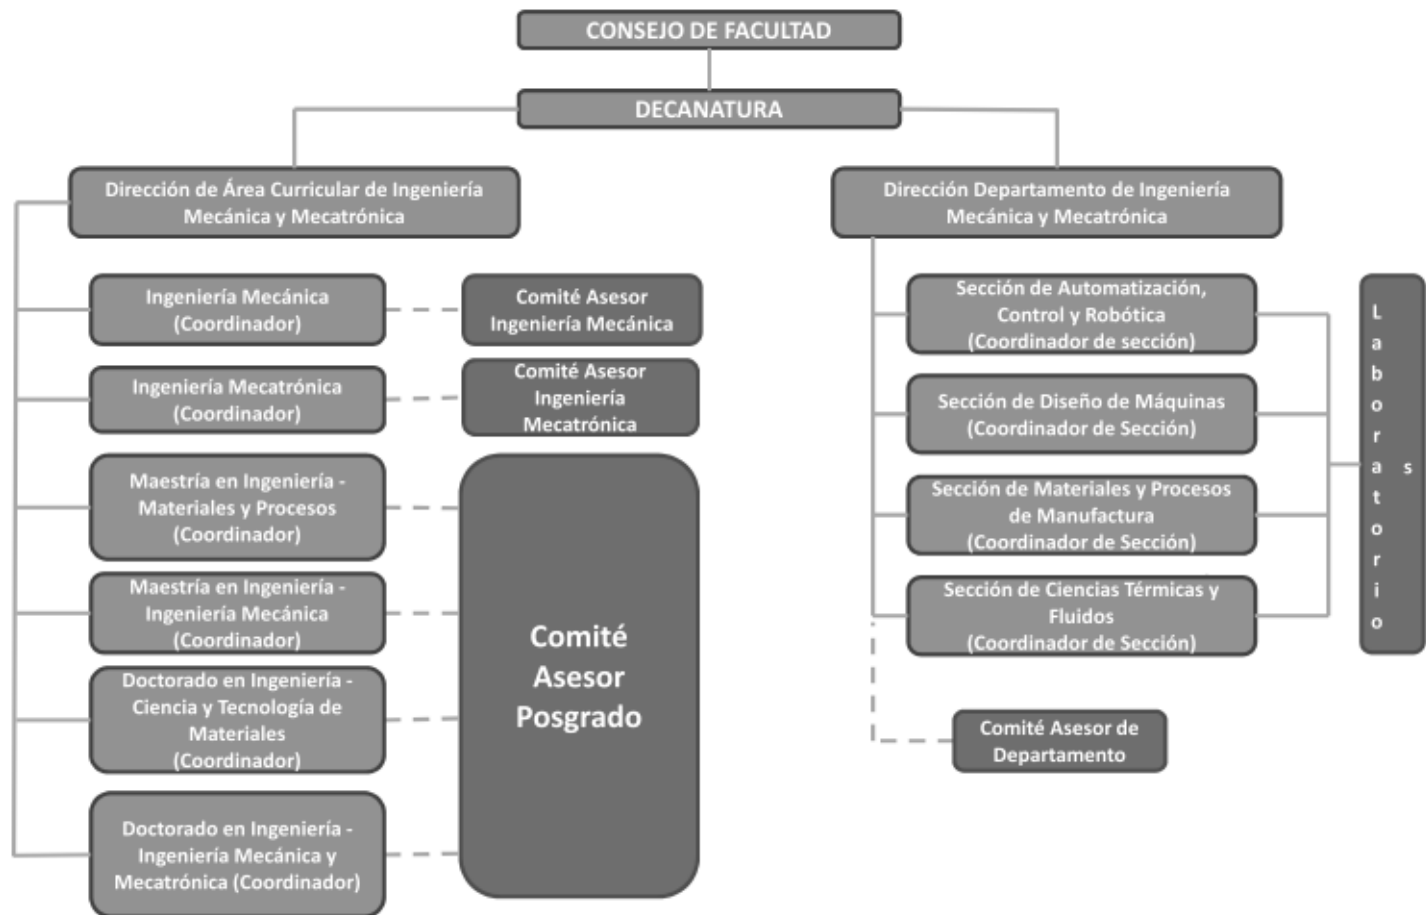 CONSEJO DE FACULTAD
DECANATURA
Dirección de Área Curricular de Ingeniería
Mecánica y Mecatrónica
Ingeniería Mecánica
(Coordinador)
Comité Asesor
Ingeniería Mecánica
Ingeniería Mecatrónica
(Coordinador)
Comité Asesor
Ingeniería
Mecatrónica
Maestría en Ingeniería -
Materiales y Procesos
(Coordinador)
Maestría en Ingeniería -
Ingeniería Mecánica
(Coordinador)
Doctorado en Ingeniería -
Ciencia y Tecnología de
Materiales
(Coordinador)
Doctorado en Ingeniería -
Ingeniería Mecánica y
Mecatrónica (Coordinador)
Comité
Asesor
Posgrado
Dirección Departamento de Ingeniería
Mecánica y Mecatrónica
Sección de Automatización,
Control y Robótica
(Coordinador de sección)
Sección de Diseño de Máquinas
(Coordinador de Sección)
Sección de Materiales y Procesos
de Manufactura
(Coordinador de Sección)
Sección de Ciencias Térmicas y
Fluidos
(Coordinador de Sección)
Laboratorios
Comité Asesor de
Departamento